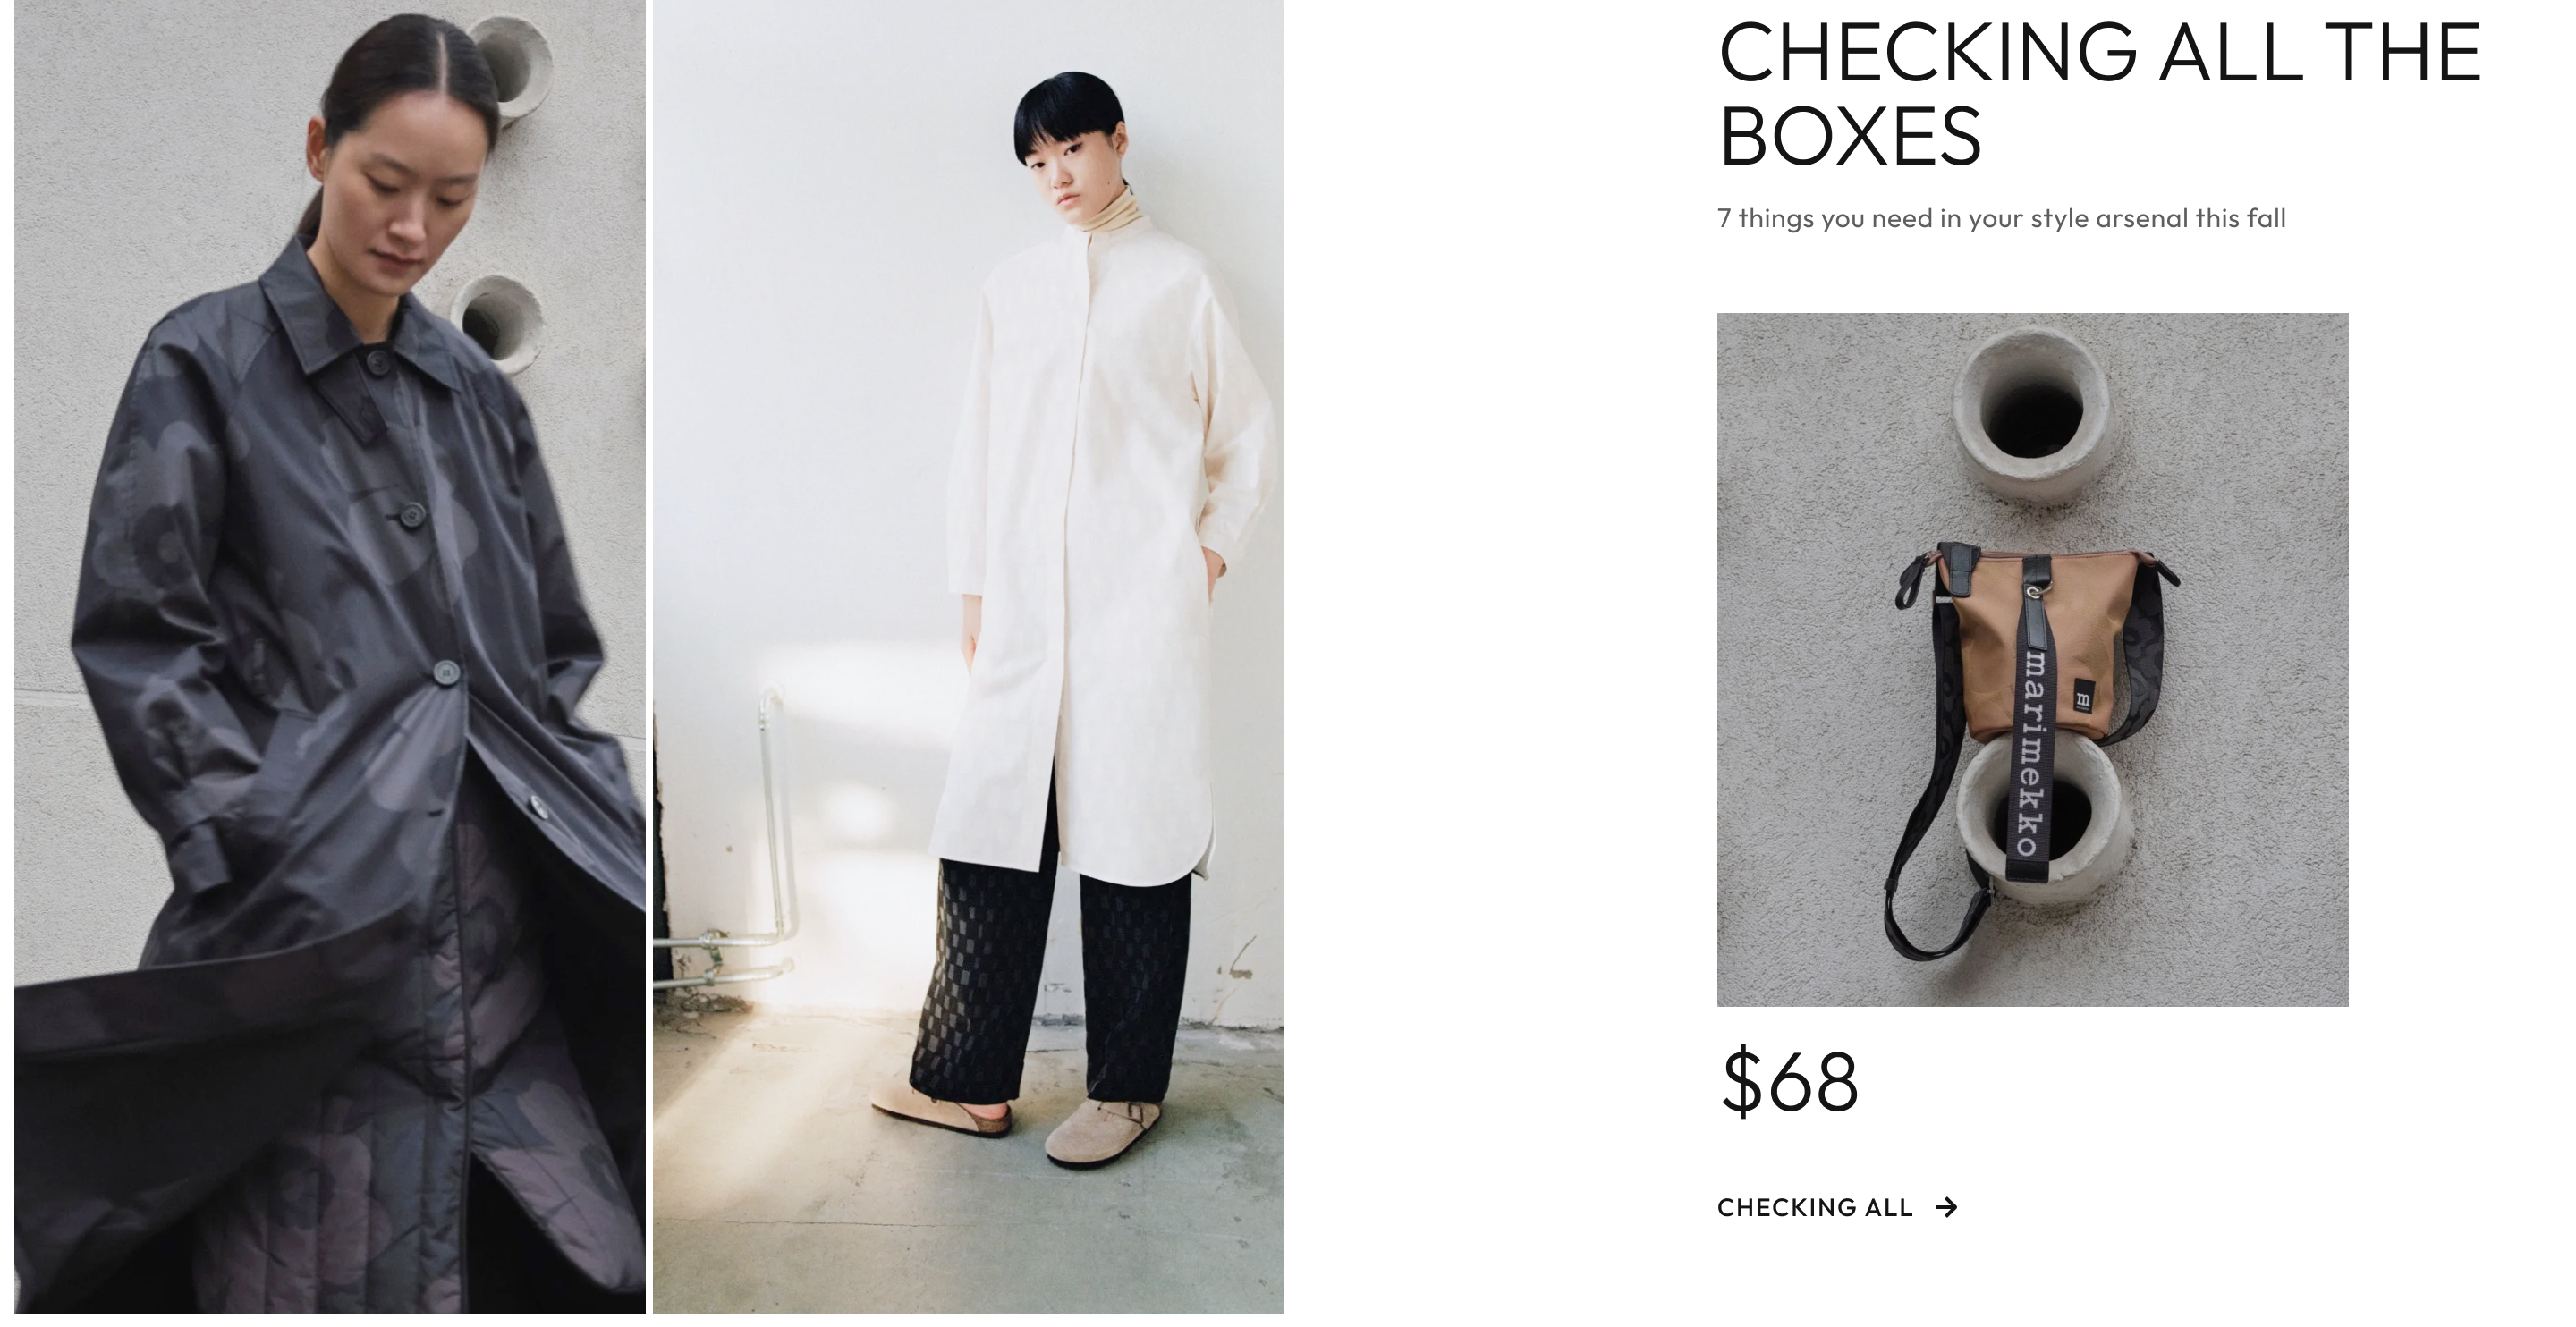 CHECKING ALL THE
BOXES
7 things you need in your style arsenal this fall
marimekko
m
$68
CHECKING ALL →